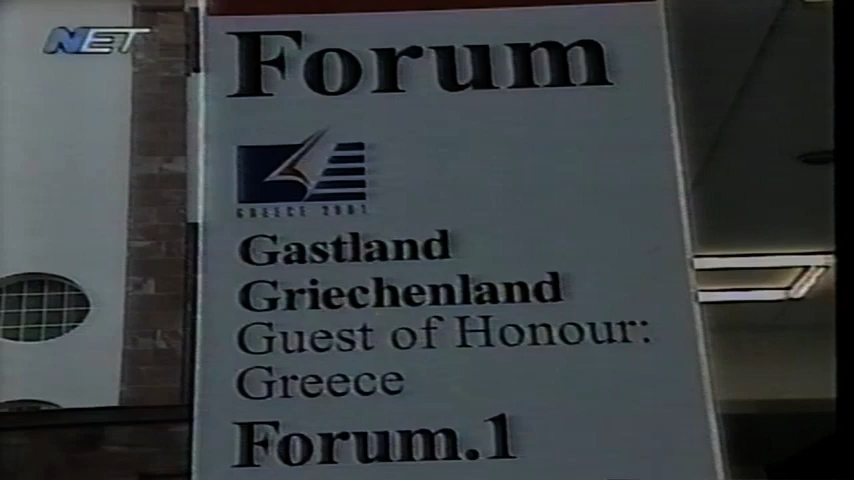 NET
Forum
GREECE 2001
Gastland
Griechenland
Guest of Honour:
Greece
Forum.1